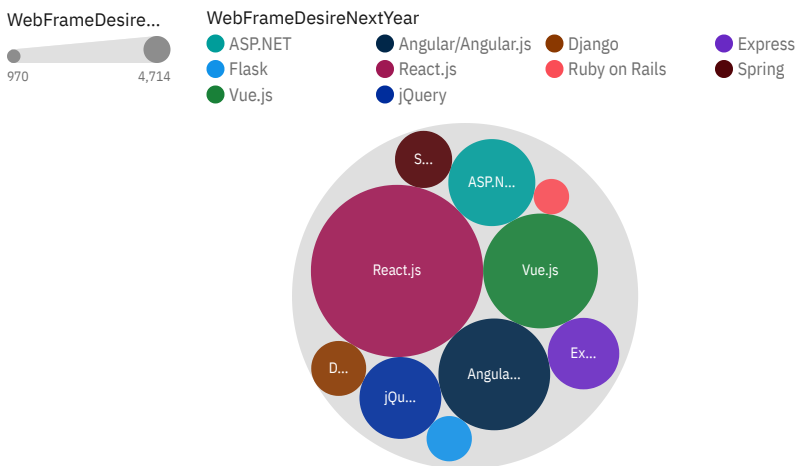 WebFrameDesire...
970 4,714
WebFrameDesireNextYear
ASP.NET Angular/Angular.js Django Express
Flask React.js Ruby on Rails Spring
Vue.js jQuery
S...
ASP.N...
React.js
Vue.js
Ex...
D...
Angula...
jQu...